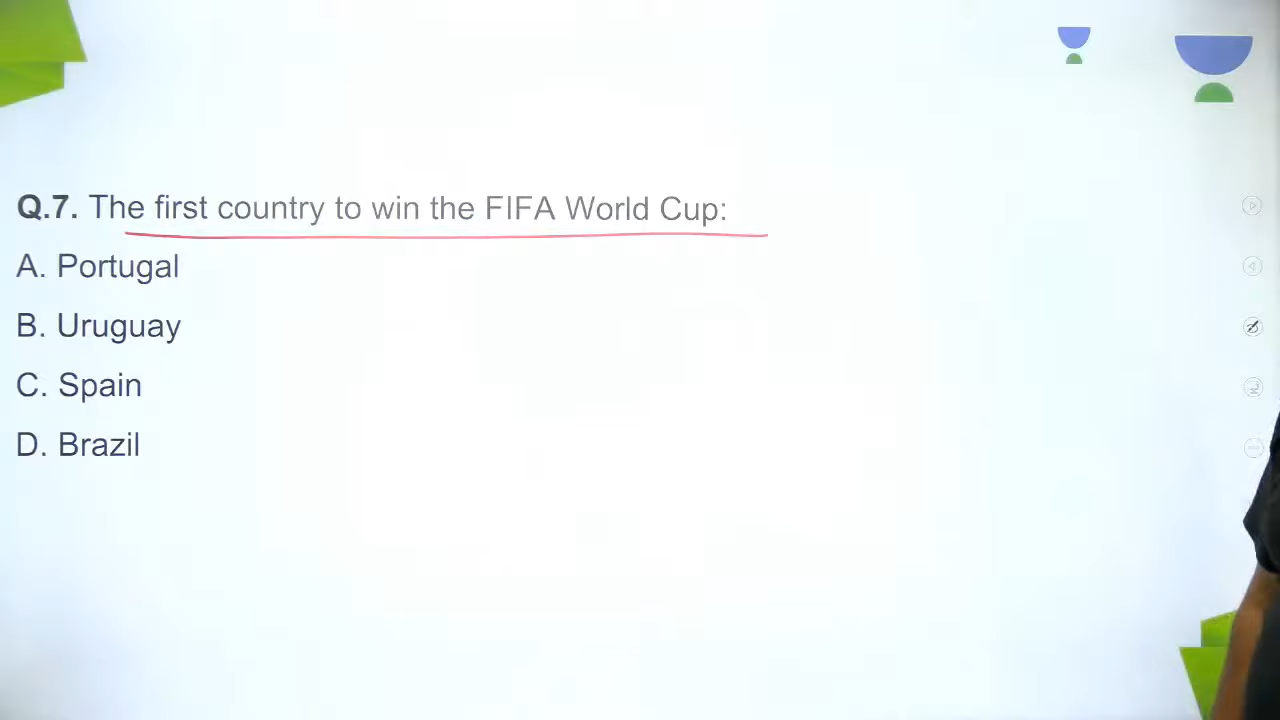 Q.7. The first country to win the FIFA World Cup:
A. Portugal
B. Uruguay
C. Spain
D. Brazil